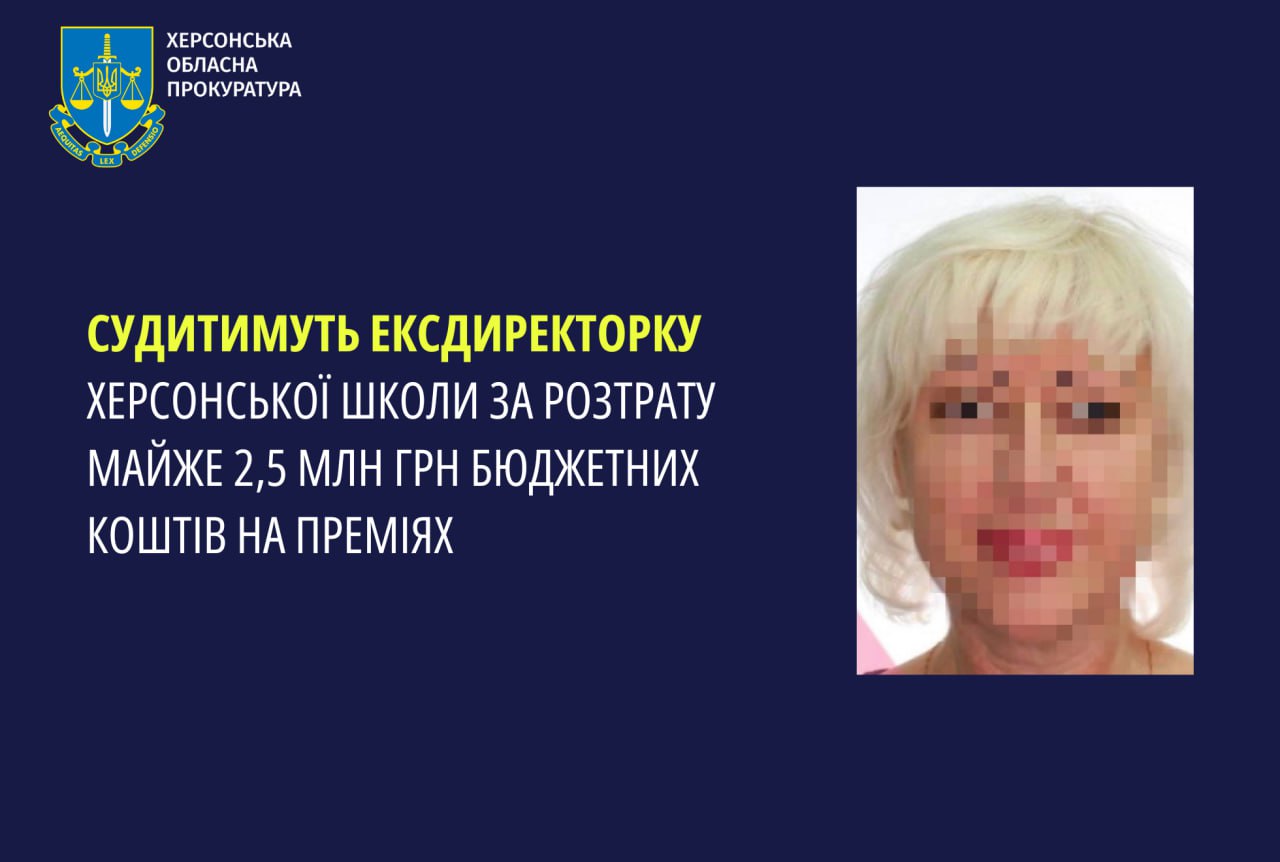 ХЕРСОНСЬКА
ОБЛАСНА
ПРОКУРАТУРА
AEQUITAS LEX DEFENSIO
СУДИТИМУТЬ ЕКСДИРЕКТОРКУ
ХЕРСОНСЬКОЇ ШКОЛИ ЗА РОЗТРАТУ
МАЙЖЕ 2,5 МЛН ГРН БЮДЖЕТНИХ
КОШТІВ НА ПРЕМІЯХ